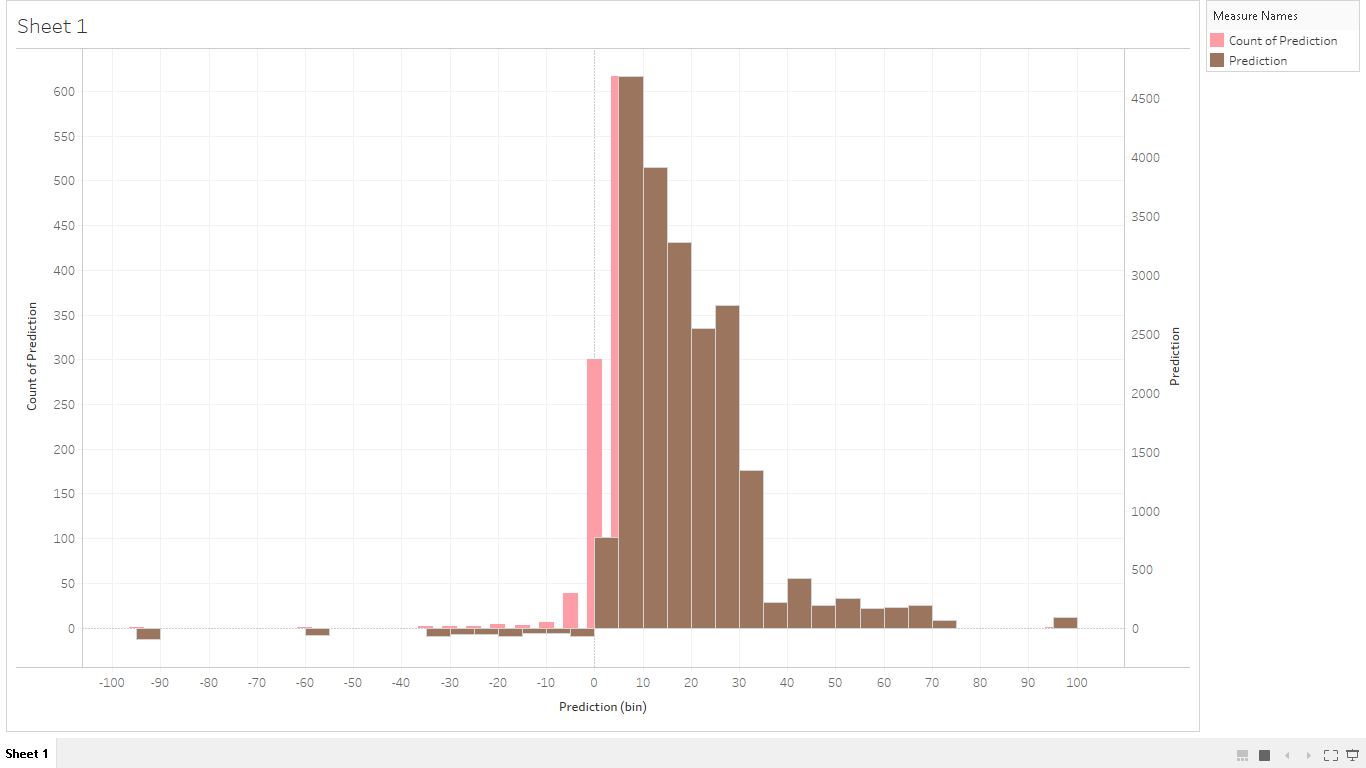 Sheet 1
Measure Names
Count of Prediction
Prediction
600
550
500
450
400
350
300
250
200
150
100
50
0
Count of Prediction
4500
4000
3500
3000
2500
2000
1500
1000
500
0
Prediction
-100 -90 -80 -70 -60 -50 -40 -30 -20 -10 0 10 20 30 40 50 60 70 80 90 100
Prediction (bin)
Sheet 1